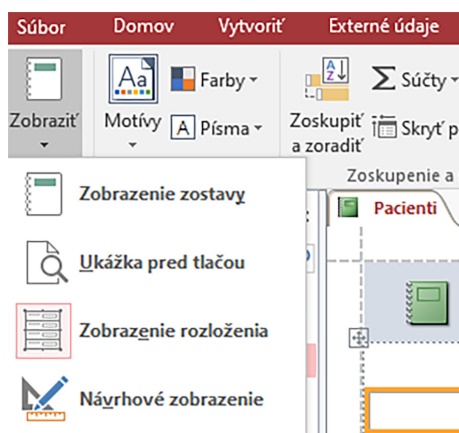 Súbor Domov Vytvoriť Externé údaje
Zobraziť
Aa
Motívy
Farby
A Písma
A
Z
Zoskupiť
a zoradiť
Súčty
Skryť
Zoskupenie a
Zobrazenie zostavy
Ukážka pred tlačou
Zobrazenie rozloženia
Návrhové zobrazenie
Pacienti